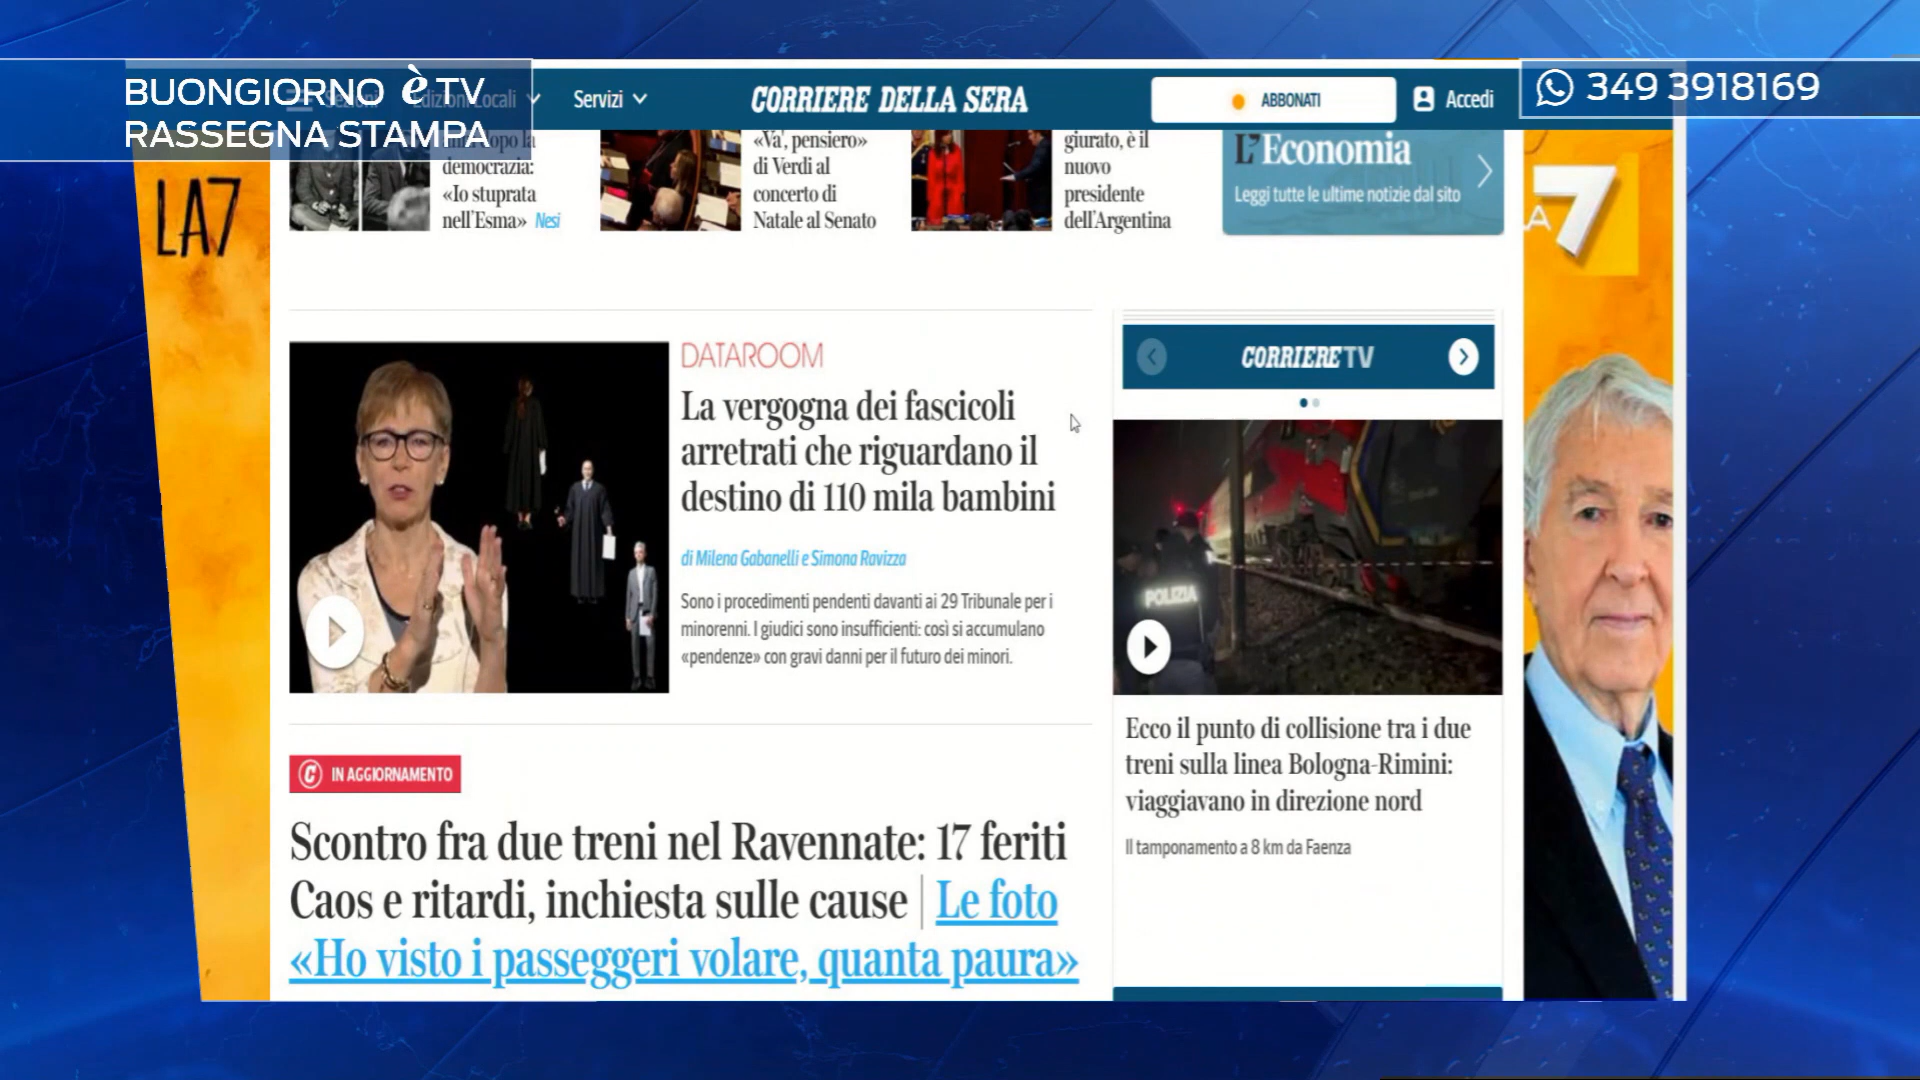 BUONGIORNO è TV
RASSEGNA STAMPA
Sezioni
Edizioni Locali
Servizi
CORRIERE DELLA SERA
ABBONATI
Accedi
349 3918169
dopo la
democrazia:
«Io stuprata
nell'Esma» Nesi
«Va', pensiero»
di Verdi al
concerto di
Natale al Senato
giurato, è il
nuovo
presidente
dell'Argentina
L'Economia
Leggi tutte le ultime notizie dal sito
LA7
LA7
DATAROOM
La vergogna dei fascicoli
arretrati che riguardano il
destino di 110 mila bambini
di Milena Gabanelli e Simona Ravizza
Sono i procedimenti pendenti davanti ai 29 Tribunale per i
minorenni. I giudici sono insufficienti: così si accumulano
«pendenze» con gravi danni per il futuro dei minori.
CORRIERE TV
POLIZIA
Ecco il punto di collisione tra i due
treni sulla linea Bologna-Rimini:
viaggiavano in direzione nord
Il tamponamento a 8 km da Faenza
C IN AGGIORNAMENTO
Scontro fra due treni nel Ravennate: 17 feriti
Caos e ritardi, inchiesta sulle cause | Le foto
«Ho visto i passeggeri volare, quanta paura»